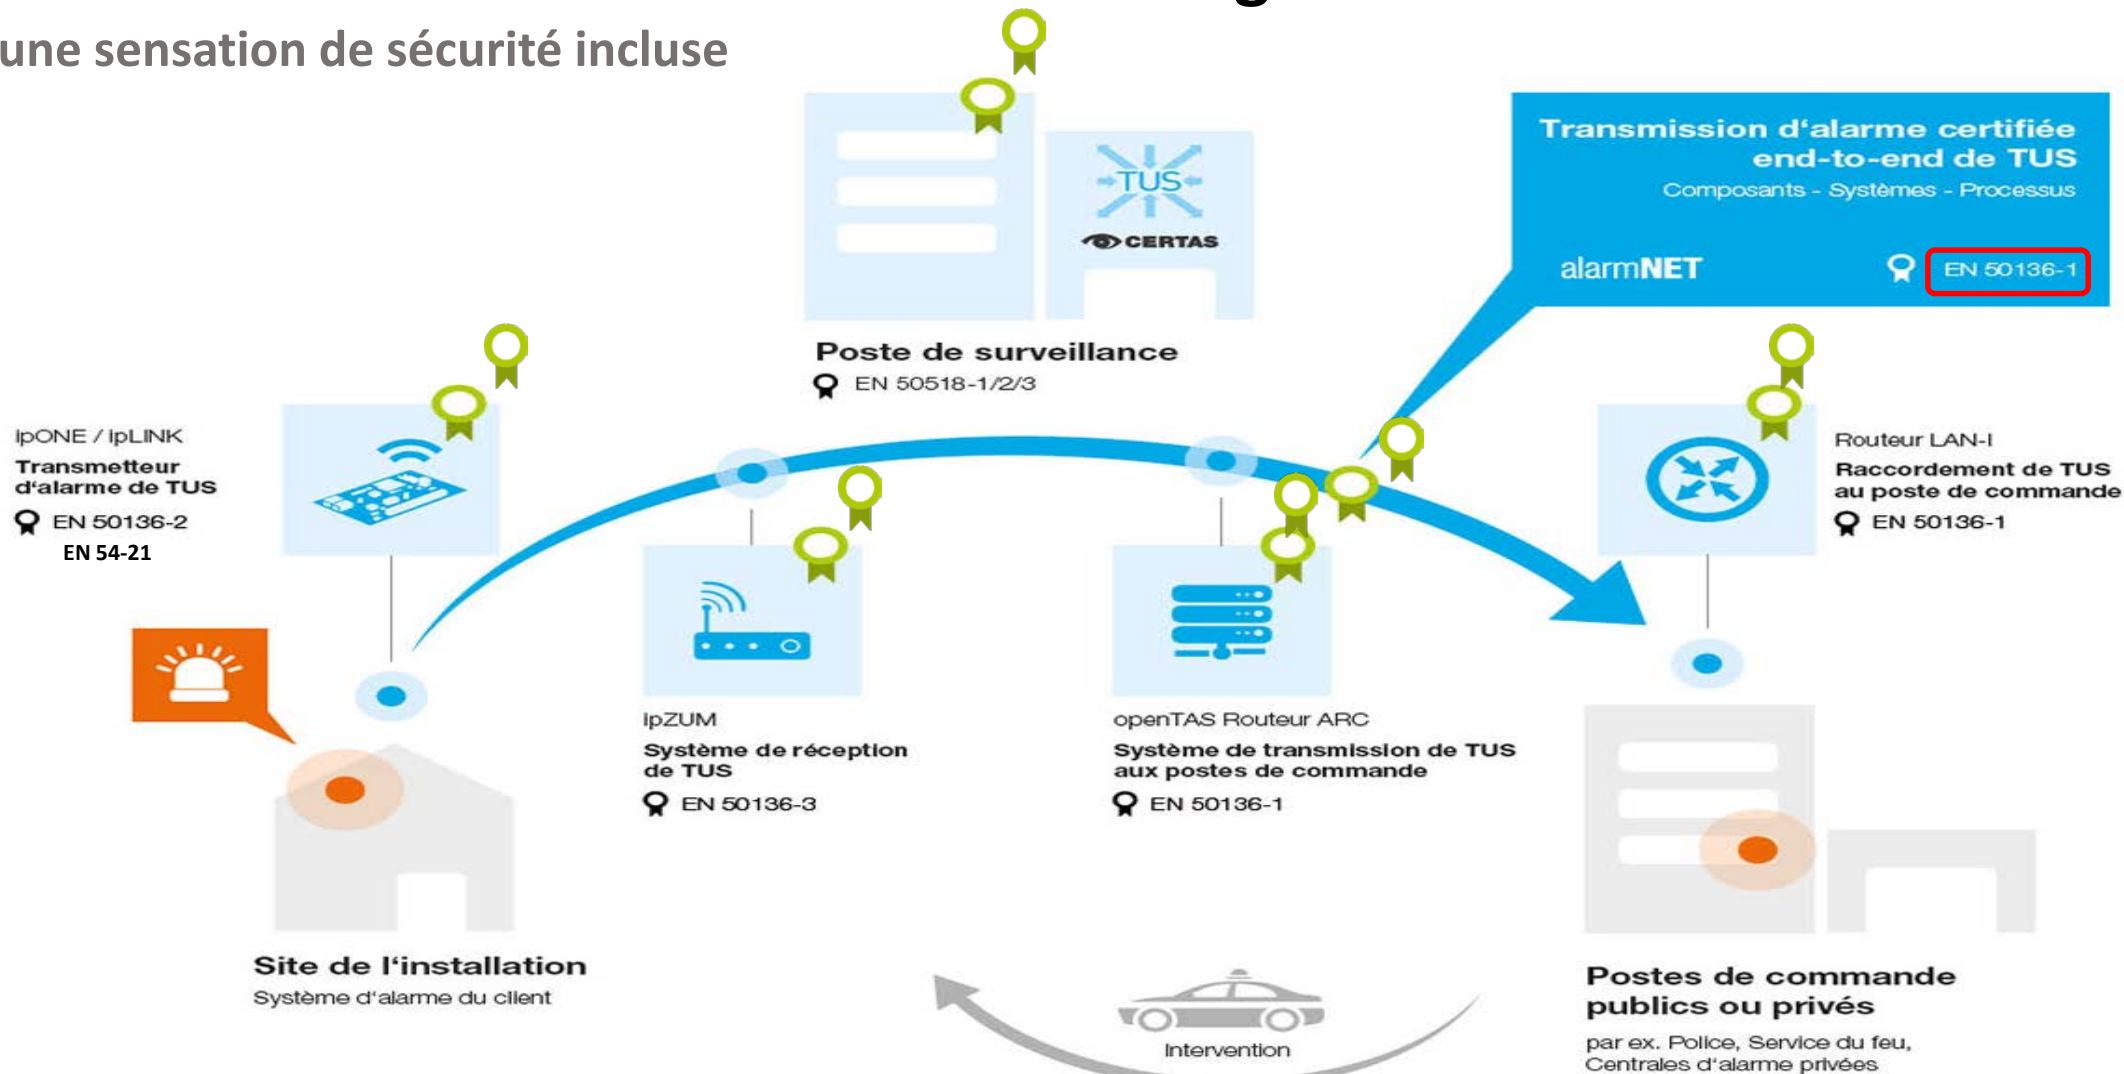 une sensation de sécurité incluse
Transmission d'alarme certifiée
end-to-end de TUS
Composants - Systèmes - Processus
alarmNET
EN 50136-1
TUS
CERTAS
Poste de surveillance
EN 50518-1/2/3
ipONE / ipLINK
Transmetteur
d'alarme de TUS
EN 50136-2
EN 54-21
Routeur LAN-I
Raccordement de TUS
au poste de commande
EN 50136-1
ipZUM
Système de réception
de TUS
EN 50136-3
openTAS Routeur ARC
Système de transmission de TUS
aux postes de commande
EN 50136-1
Site de l'installation
Système d'alarme du client
Intervention
Postes de commande
publics ou privés
par ex. Police, Service du feu,
Centrales d'alarme privées